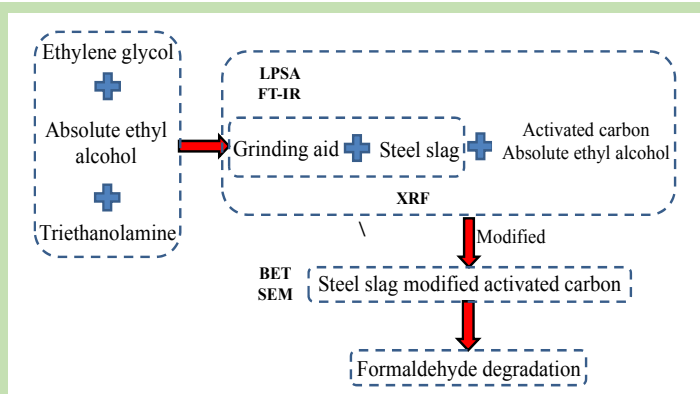 Ethylene glycol
Absolute ethyl
alcohol
Triethanolamine
LPSA
FT-IR
Grinding aid
Steel slag
Activated carbon
Absolute ethyl alcohol
XRF
\
Modified
BET
SEM
Steel slag modified activated carbon
Formaldehyde degradation